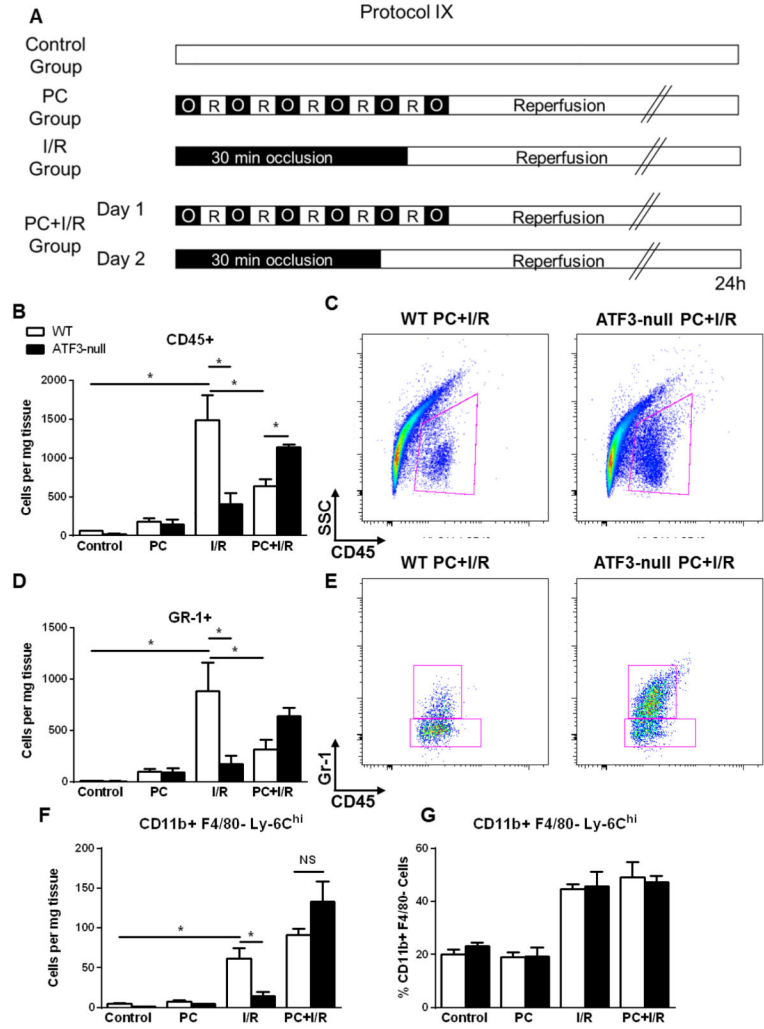 A
Protocol IX
Control
Group
PC
Group
O R O R O R O R O R O
Reperfusion
I/R
Group
30 min occlusion
Reperfusion
PC+I/R
Group
Day 1
O R O R O R O R O R O
Reperfusion
Day 2
30 min occlusion
Reperfusion
24h
B
WT
ATF3-null
CD45+
Cells per mg tissue
2000
1500
1000
500
0
* * * *
Control PC I/R PC+I/R
C
WT PC+I/R
ATF3-null PC+I/R
SSC
CD45
D
GR-1+
Cells per mg tissue
1500
1000
500
0
* * *
Control PC I/R PC+I/R
E
WT PC+I/R
ATF3-null PC+I/R
Gr-1
CD45
F
CD11b+ F4/80- Ly-6Chi
Cells per mg tissue
200
150
100
50
0
* * NS
Control PC I/R PC+I/R
G
CD11b+ F4/80- Ly-6Chi
% CD11b+ F4/80- Cells
60
40
20
0
Control PC I/R PC+I/R